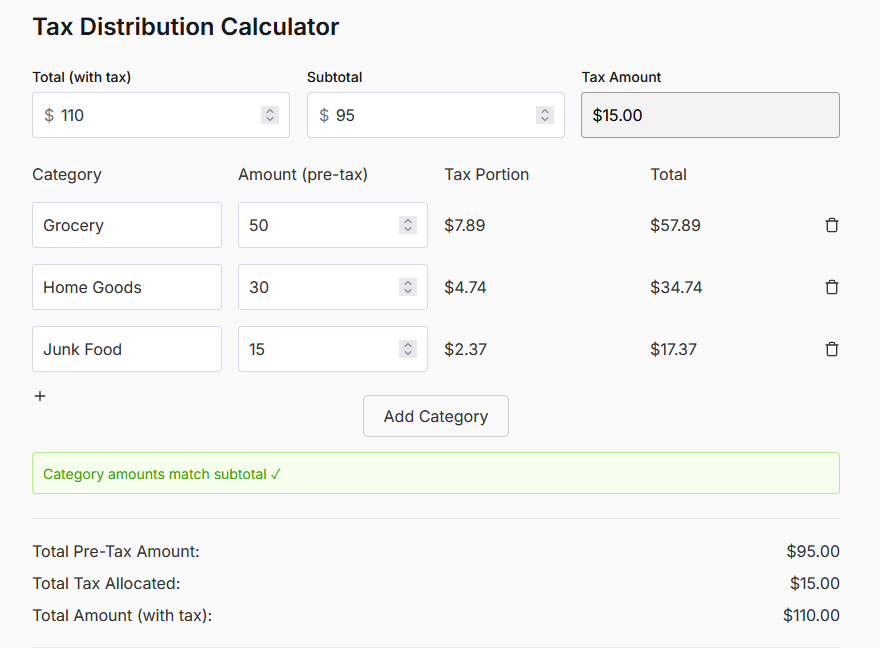 Tax Distribution Calculator
Total (with tax) Subtotal Tax Amount
$ 110 $ 95 $15.00
Category Amount (pre-tax) Tax Portion Total
Grocery 50 $7.89 $57.89
Home Goods 30 $4.74 $34.74
Junk Food 15 $2.37 $17.37
+
Add Category
Category amounts match subtotal ✓
Total Pre-Tax Amount: $95.00
Total Tax Allocated: $15.00
Total Amount (with tax): $110.00